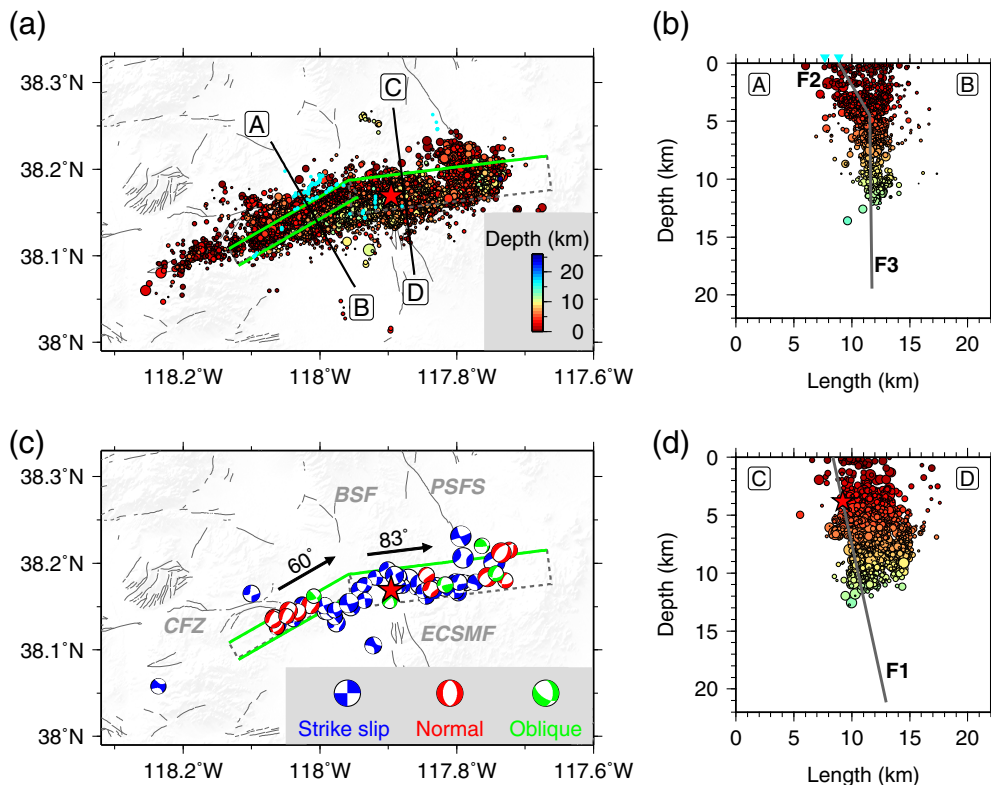 (a)
38.3˚N
38.2˚N
38.1˚N
38˚N
118.2˚W
118˚W
117.8˚W
117.6˚W
A
B
C
D
Depth (km)
20
10
0
(b)
0
5
10
15
20
Depth (km)
A
B
F2
F3
0
5
10
15
20
Length (km)
(c)
38.3˚N
38.2˚N
38.1˚N
38˚N
118.2˚W
118˚W
117.8˚W
117.6˚W
BSF
PSFS
60˚
83˚
CFZ
ECSMF
Strike slip
Normal
Oblique
(d)
0
5
10
15
20
Depth (km)
C
D
F1
0
5
10
15
20
Length (km)